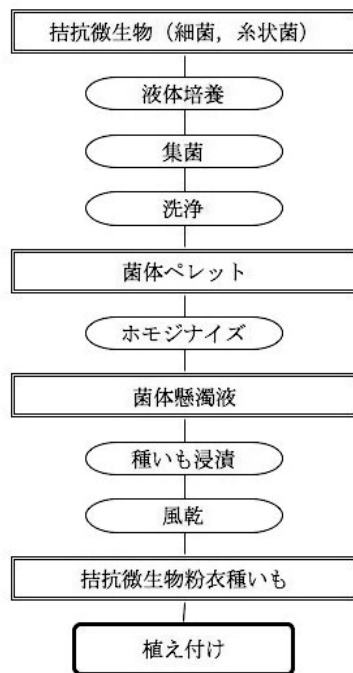 拮抗微生物（細菌，糸状菌）
液体培養
集菌
洗浄
菌体ペレット
ホモジナイズ
菌体懸濁液
種いも浸漬
風乾
拮抗微生物粉衣種いも
植え付け